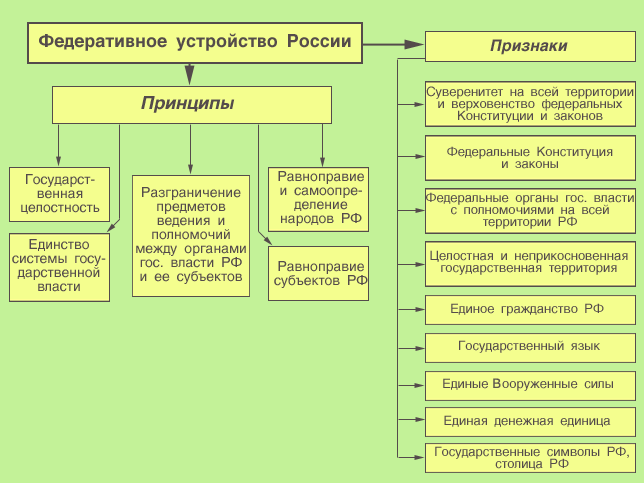 Федеративное устройство России
Принципы
Государст-
венная
целостность
Единство
системы госу-
дарственной
власти
Разграничение
предметов
ведения и
полномочий
между органами
гос. власти РФ
и ее субъектов
Равноправие
и самоопре-
деление
народов РФ
Равноправие
субъектов РФ
Признаки
Суверенитет на всей территории
и верховенство федеральных
Конституции и законов
Федеральные Конституция
и законы
Федеральные органы гос. власти
с полномочиями на всей
территории РФ
Целостная и неприкосновенная
государственная территория
Единое гражданство РФ
Государственный язык
Единые Вооруженные силы
Единая денежная единица
Государственные символы РФ,
столица РФ